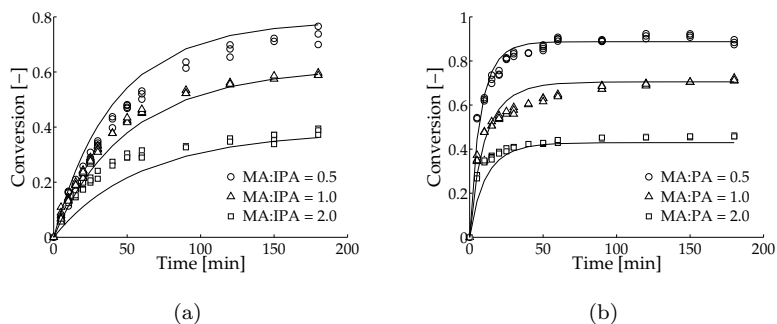 0.8
0.6
0.4
0.2
0
0 50 100 150 200
Conversion [−]
Time [min]
MA:IPA = 0.5
MA:IPA = 1.0
MA:IPA = 2.0
(a)
1
0.8
0.6
0.4
0.2
0
0 50 100 150 200
Conversion [−]
Time [min]
MA:PA = 0.5
MA:PA = 1.0
MA:PA = 2.0
(b)